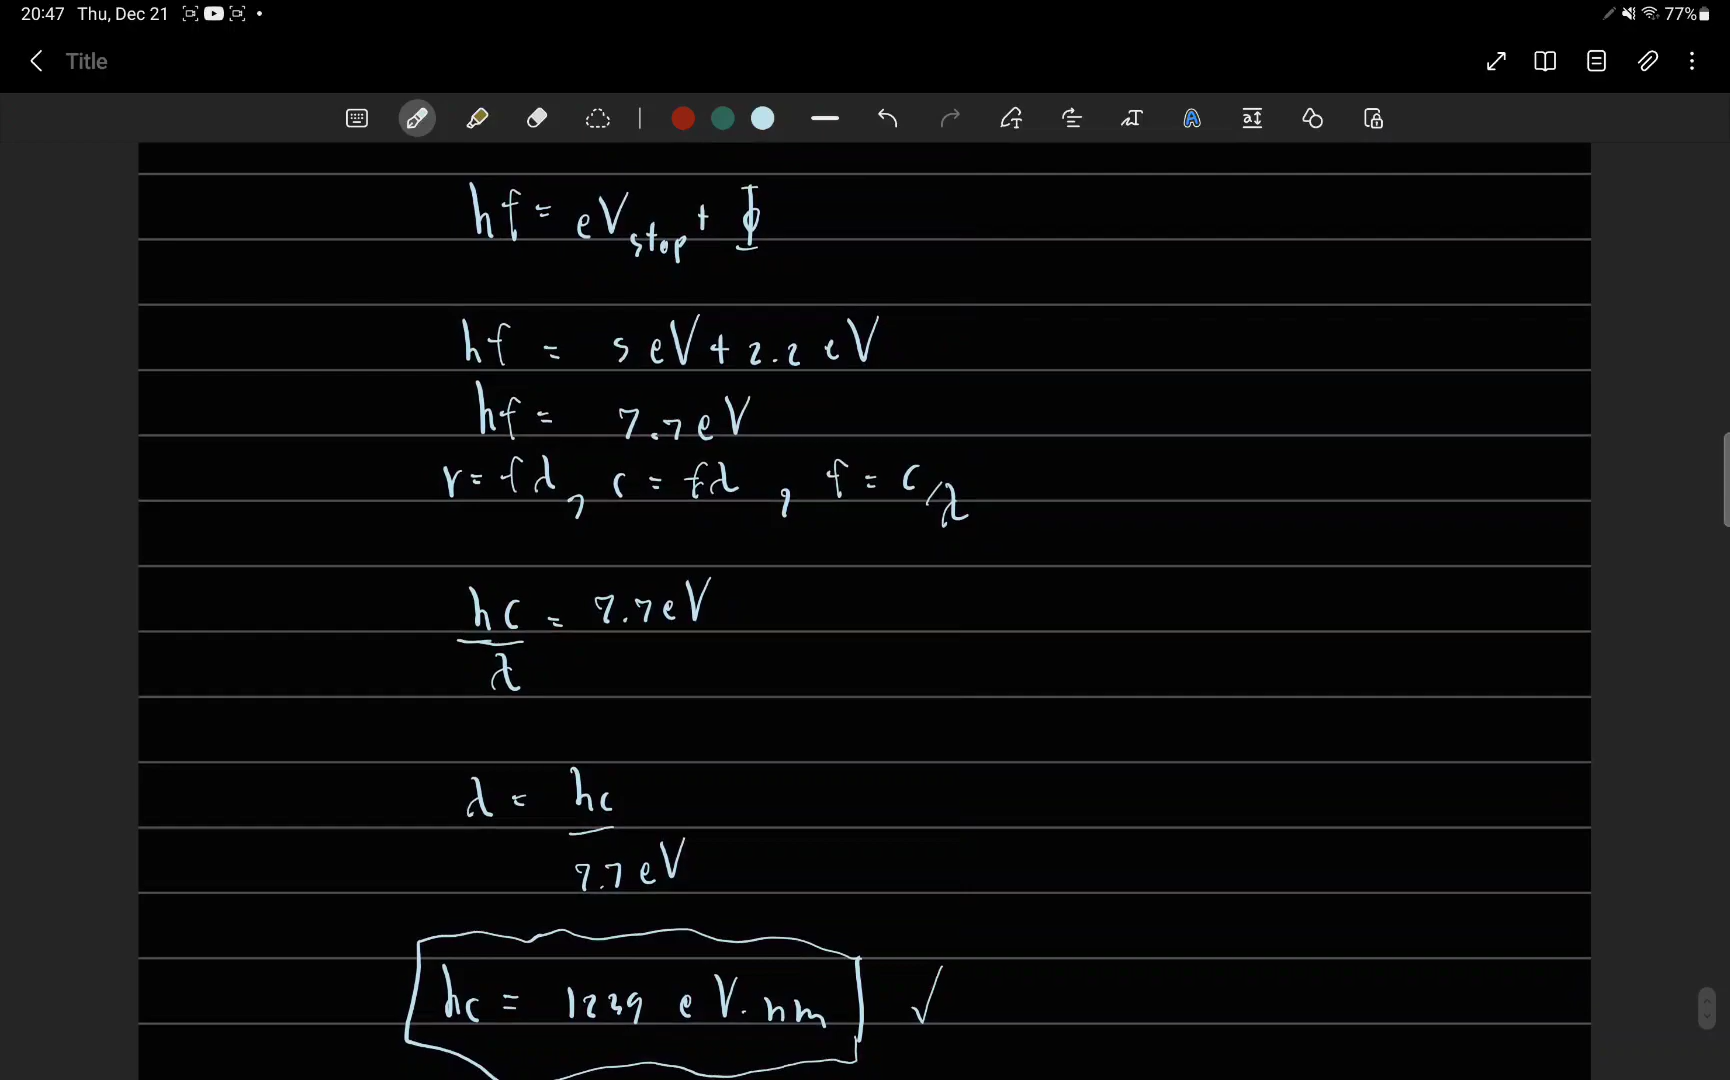 20:47 Thu, Dec 21 • 77%
Title
hf = eVstop + Φ
hf = 5 eV + 2.2 eV
hf = 7.7 eV
v = fλ, c = fλ, f = c/λ
hc/λ = 7.7 eV
λ = hc/7.7 eV
hc = 1239 eV·nm ✓